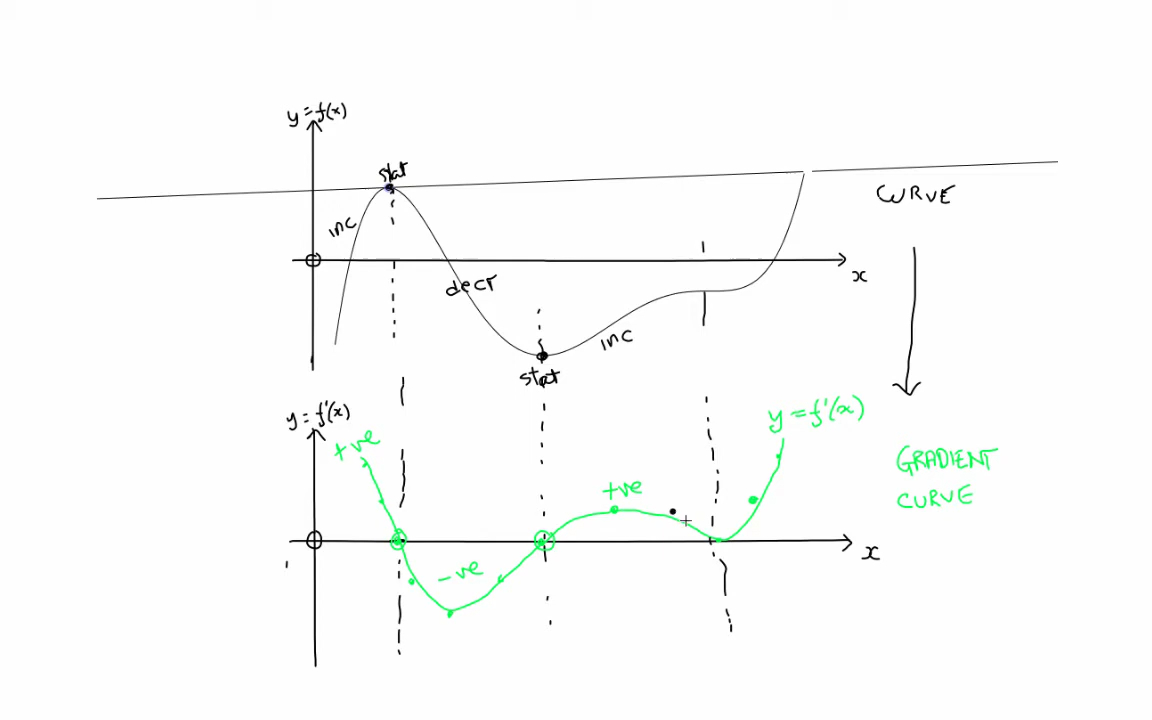 y=f(x)
stat
CURVE
inc
x
decr
inc
stat
y=f'(x)
y=f'(x)
+ve
GRADIENT
CURVE
+ve
-ve
x